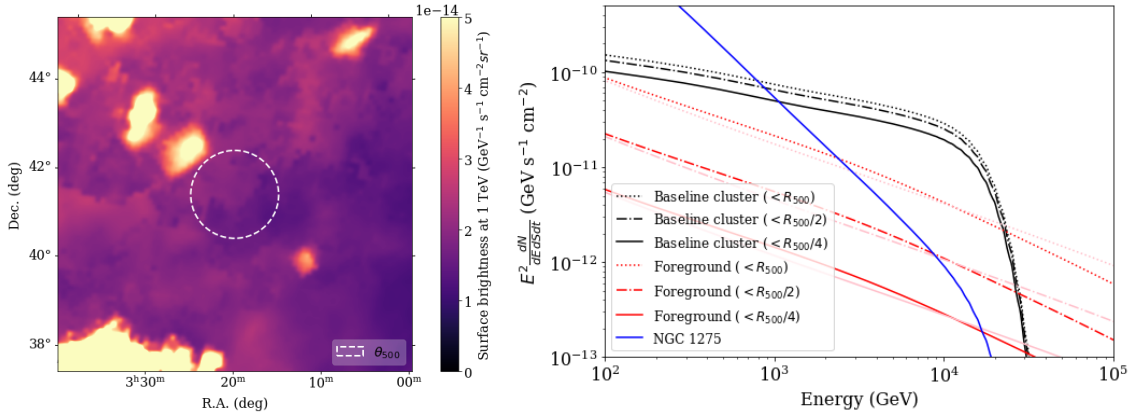 1e−14
44°
42°
40°
38°
Dec. (deg)
3ʰ30ᵐ 20ᵐ 10ᵐ 00ᵐ
R.A. (deg)
θ₅₀₀
5
4
3
2
1
0
Surface brightness at 1 TeV (GeV⁻¹ s⁻¹ cm⁻²sr⁻¹)
10⁻¹⁰
10⁻¹¹
10⁻¹²
10⁻¹³
E² dN/dEdSdt (GeV s⁻¹ cm⁻²)
Baseline cluster (< R₅₀₀)
Baseline cluster (< R₅₀₀/2)
Baseline cluster (< R₅₀₀/4)
Foreground (< R₅₀₀)
Foreground (< R₅₀₀/2)
Foreground (< R₅₀₀/4)
NGC 1275
10² 10³ 10⁴ 10⁵
Energy (GeV)